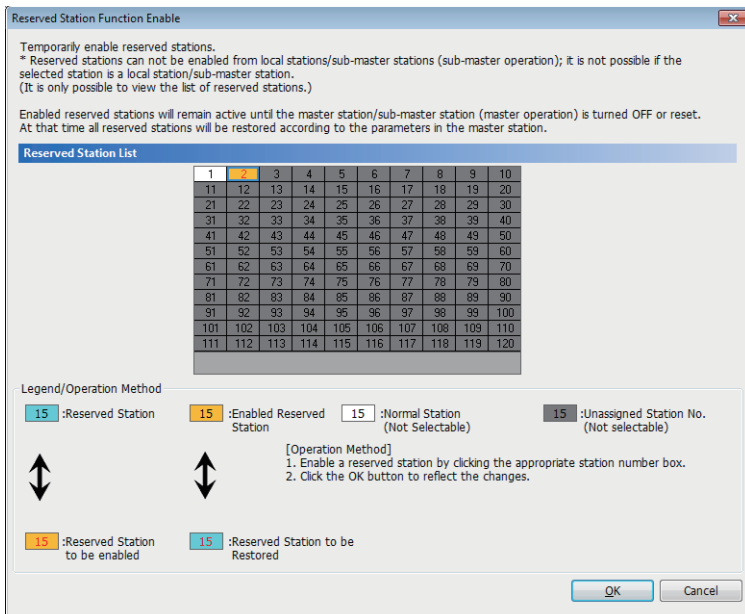 Reserved Station Function Enable
Temporarily enable reserved stations.
* Reserved stations can not be enabled from local stations/sub-master stations (sub-master operation); it is not possible if the
selected station is a local station/sub-master station.
(It is only possible to view the list of reserved stations.)
Enabled reserved stations will remain active until the master station/sub-master station (master operation) is turned OFF or reset.
At that time all reserved stations will be restored according to the parameters in the master station.
Reserved Station List
1 2 3 4 5 6 7 8 9 10
11 12 13 14 15 16 17 18 19 20
21 22 23 24 25 26 27 28 29 30
31 32 33 34 35 36 37 38 39 40
41 42 43 44 45 46 47 48 49 50
51 52 53 54 55 56 57 58 59 60
61 62 63 64 65 66 67 68 69 70
71 72 73 74 75 76 77 78 79 80
81 82 83 84 85 86 87 88 89 90
91 92 93 94 95 96 97 98 99 100
101 102 103 104 105 106 107 108 109 110
111 112 113 114 115 116 117 118 119 120
Legend/Operation Method
15 :Reserved Station
15 :Enabled Reserved
Station
15 :Normal Station
(Not Selectable)
15 :Unassigned Station No.
(Not selectable)
[Operation Method]
1. Enable a reserved station by clicking the appropriate station number box.
2. Click the OK button to reflect the changes.
15 :Reserved Station
to be enabled
15 :Reserved Station to be
Restored
OK
Cancel